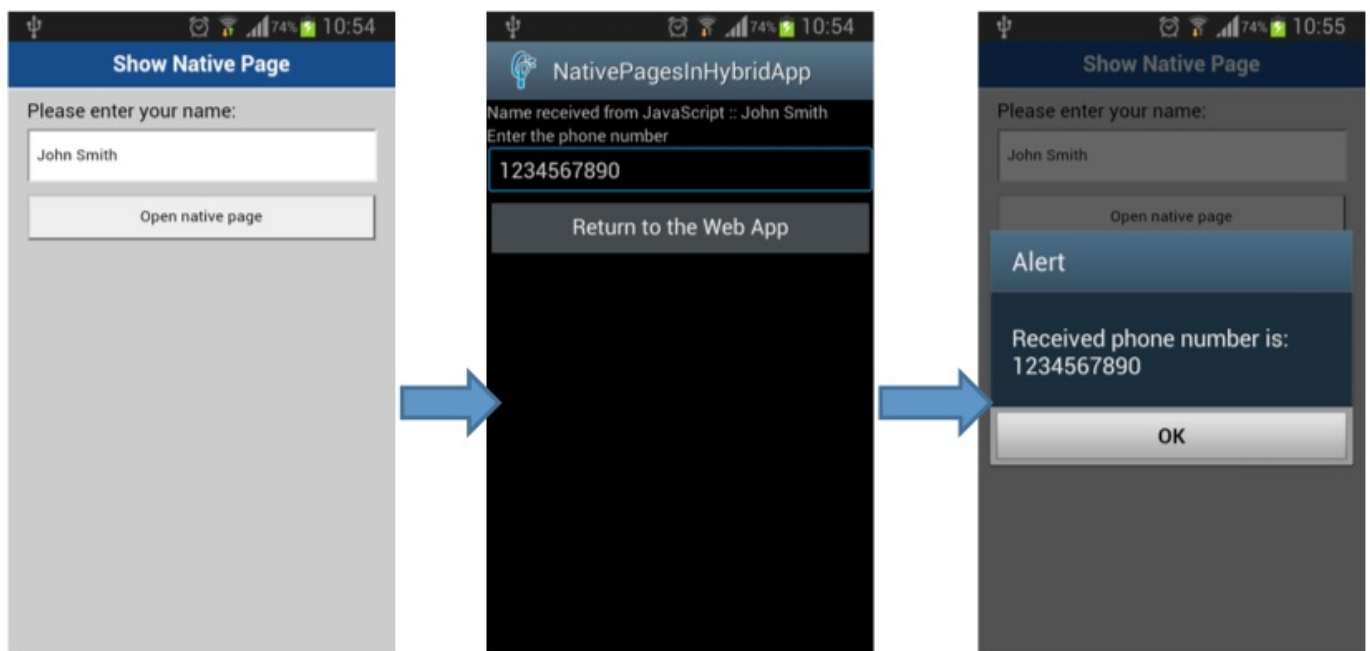 74% 10:54
Show Native Page
Please enter your name:
John Smith
Open native page
74% 10:54
NativePagesInHybridApp
Name received from JavaScript :: John Smith
Enter the phone number
1234567890
Return to the Web App
74% 10:55
Show Native Page
Please enter your name:
John Smith
Open native page
Alert
Received phone number is:
1234567890
OK